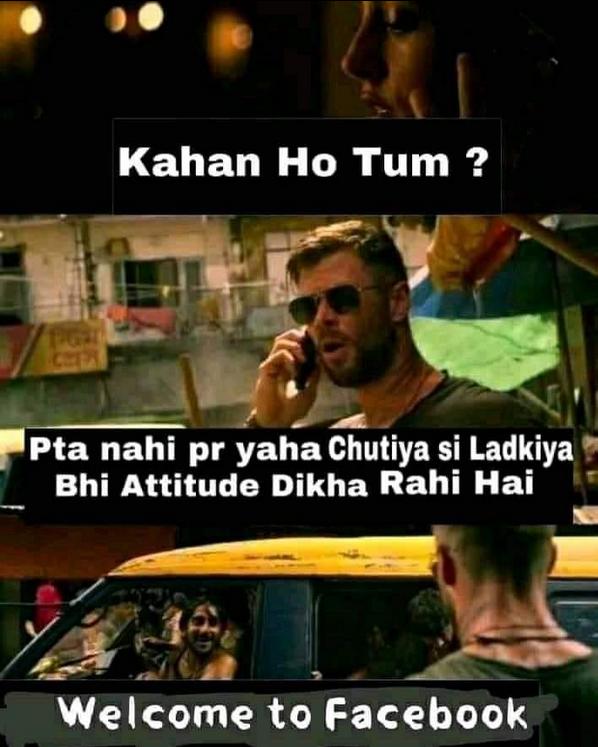 Kahan Ho Tum ?
Pta nahi pr yaha Chutiya si Ladkiya
Bhi Attitude Dikha Rahi Hai
Welcome to Facebook